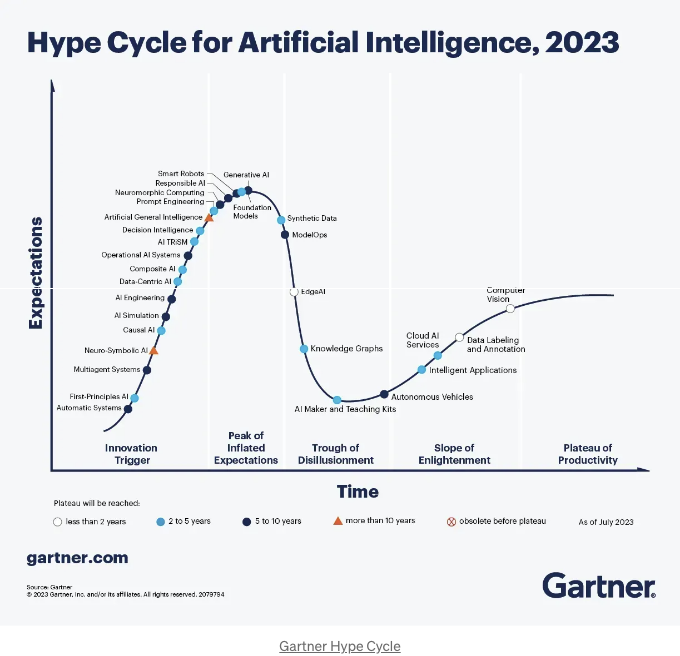 Hype Cycle for Artificial Intelligence, 2023
Expectations
Smart Robots
Responsible AI
Neuromorphic Computing
Prompt Engineering
Artificial General Intelligence
Decision Intelligence
AI TRiSM
Operational AI Systems
Composite AI
Data-Centric AI
AI Engineering
AI Simulation
Causal AI
Neuro-Symbolic AI
Multiagent Systems
First-Principles AI
Automatic Systems
Generative AI
Foundation
Models
Synthetic Data
ModelOps
EdgeAI
Knowledge Graphs
AI Maker and Teaching Kits
Autonomous Vehicles
Cloud AI
Services
Intelligent Applications
Data Labeling
and Annotation
Computer
Vision
Innovation
Trigger
Peak of
Inflated
Expectations
Trough of
Disillusionment
Slope of
Enlightenment
Plateau of
Productivity
Time
Plateau will be reached:
less than 2 years
2 to 5 years
5 to 10 years
more than 10 years
obsolete before plateau
As of July 2023
gartner.com
Source: Gartner
© 2023 Gartner, Inc. and/or its affiliates. All rights reserved. 2079794
Gartner®
Gartner Hype Cycle